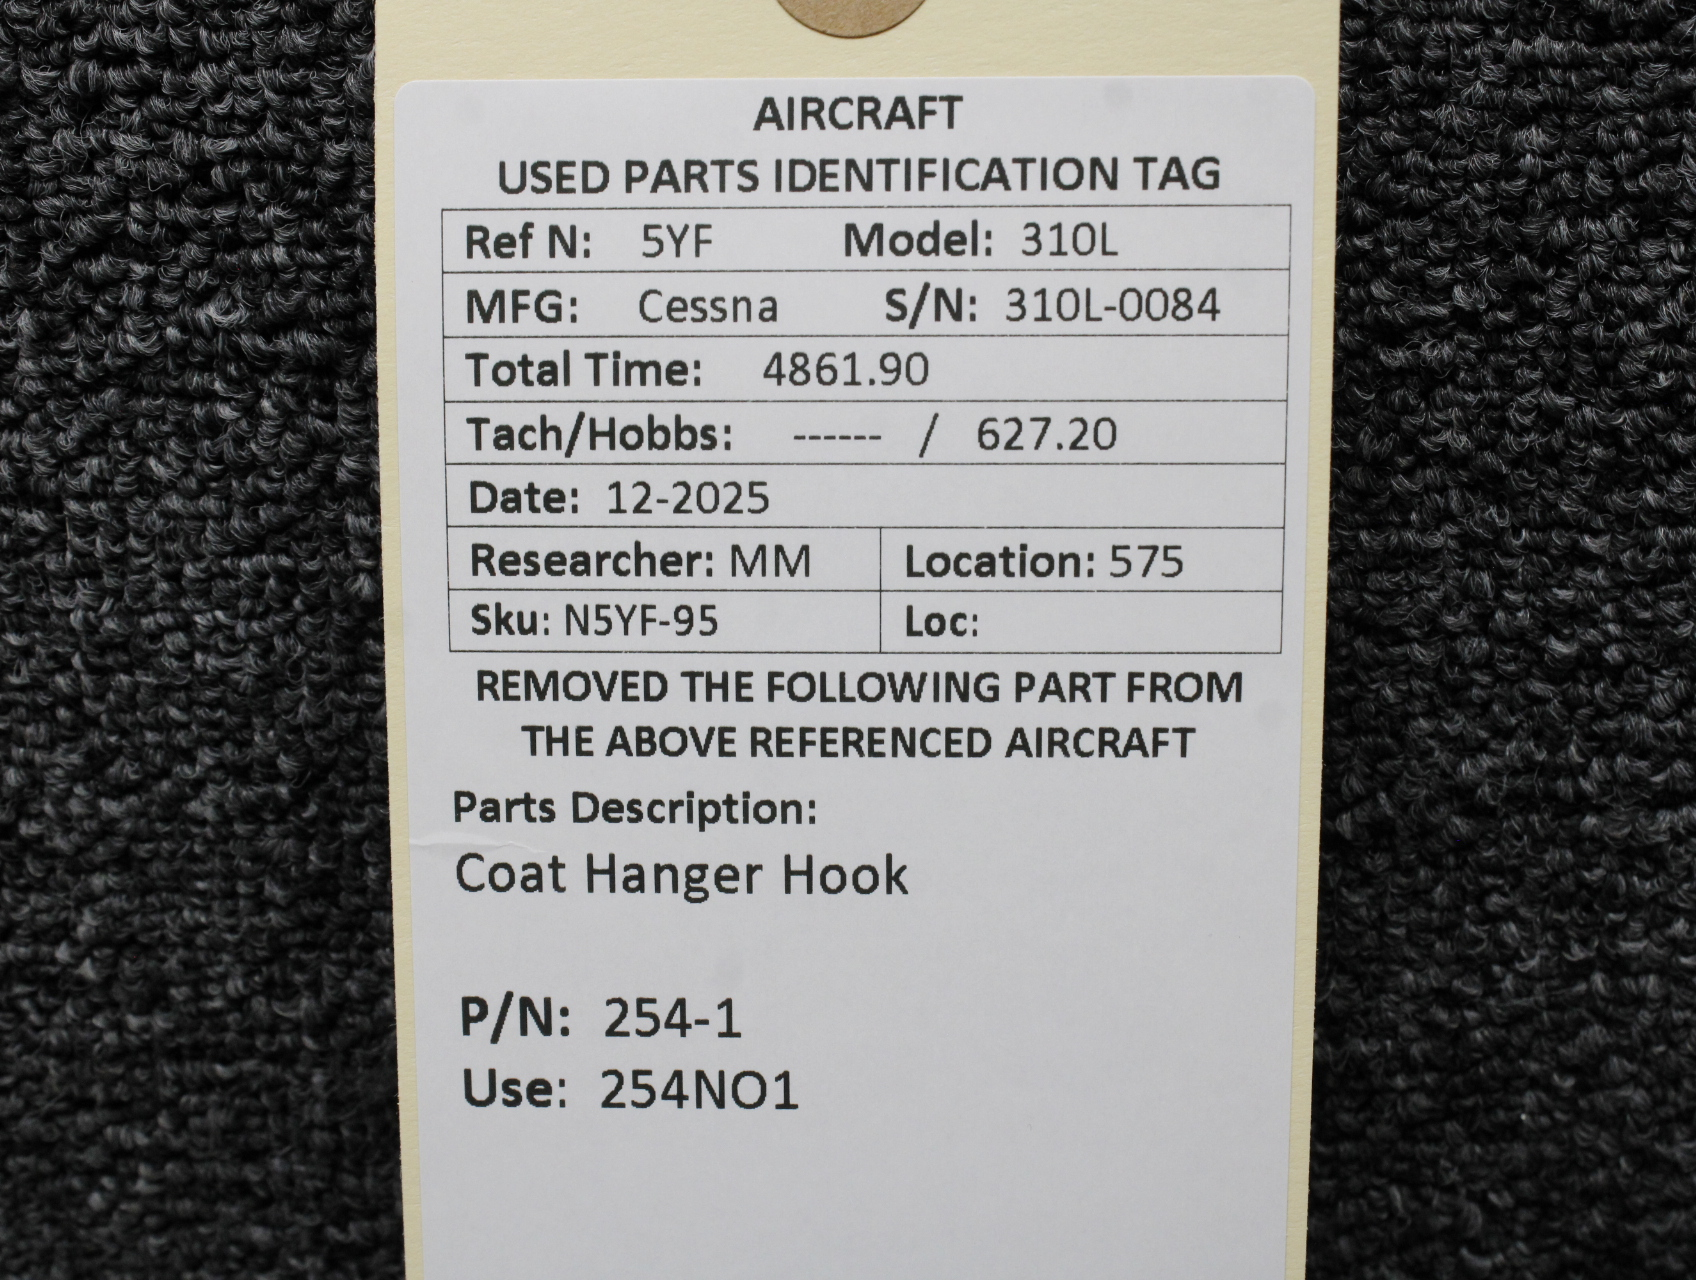 AIRCRAFT
USED PARTS IDENTIFICATION TAG
Ref N: 5YF Model: 310L
MFG: Cessna S/N: 310L-0084
Total Time: 4861.90
Tach/Hobbs: ------ / 627.20
Date: 12-2025
Researcher: MM Location: 575
Sku: N5YF-95 Loc:
REMOVED THE FOLLOWING PART FROM
THE ABOVE REFERENCED AIRCRAFT
Parts Description:
Coat Hanger Hook
P/N: 254-1
Use: 254NO1